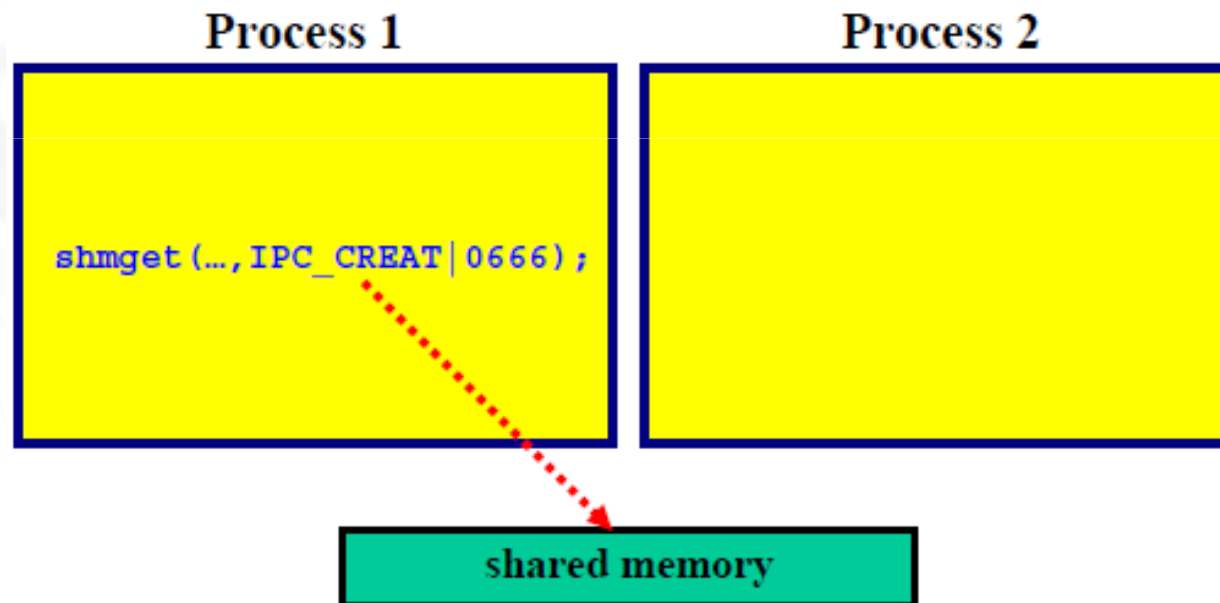 Process 1
Process 2
shmget(…,IPC_CREAT|0666);
shared memory